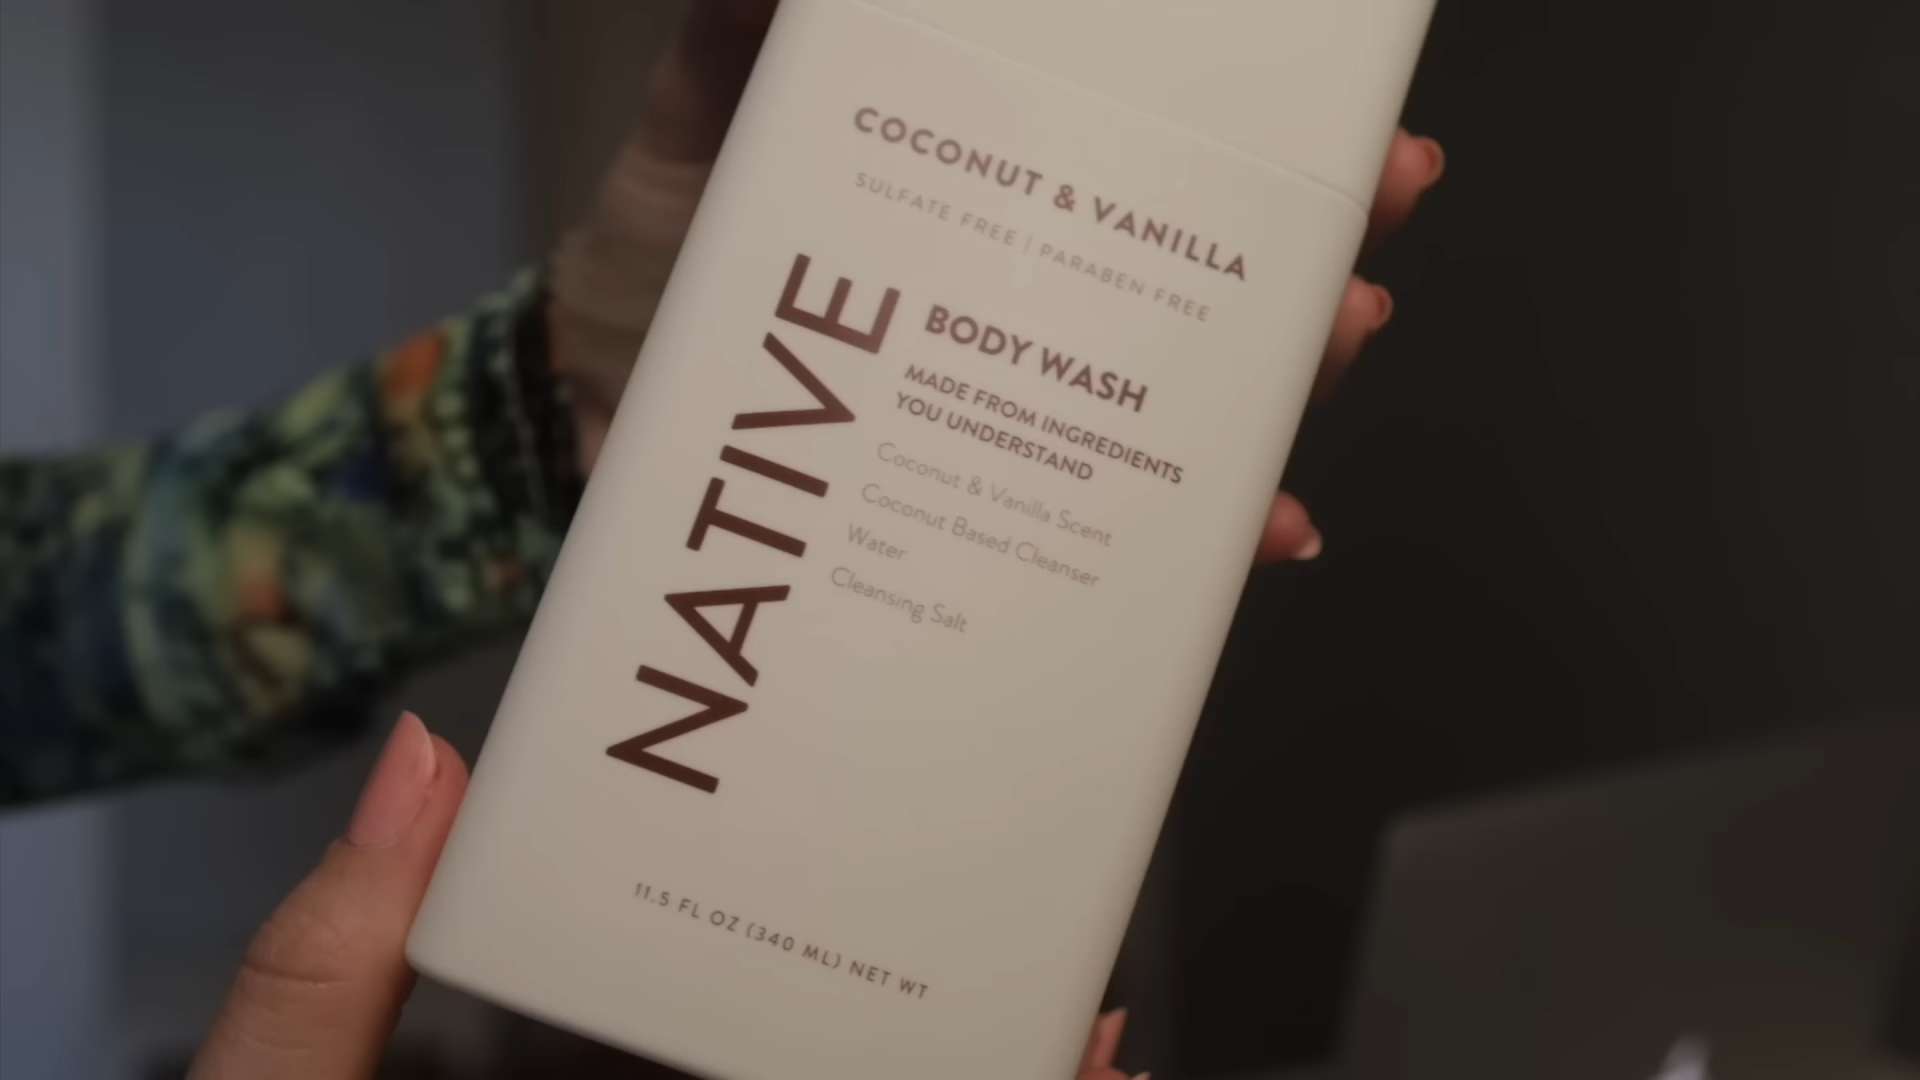 COCONUT & VANILLA
SULFATE FREE | PARABEN FREE
NATIVE
BODY WASH
MADE FROM INGREDIENTS
YOU UNDERSTAND
Coconut & Vanilla Scent
Coconut Based Cleanser
Water
Cleansing Salt
11.5 FL OZ (340 ML) NET WT